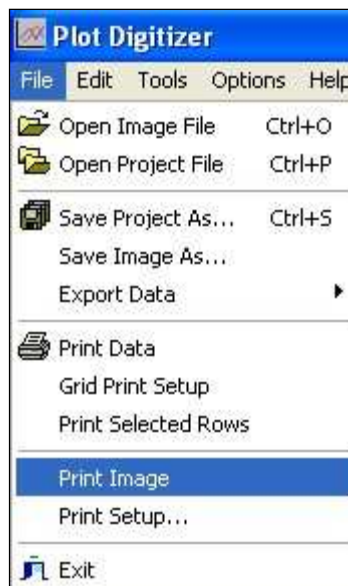 Plot Digitizer
File Edit Tools Options Help
Open Image File Ctrl+O
Open Project File Ctrl+P
Save Project As... Ctrl+S
Save Image As...
Export Data
Print Data
Grid Print Setup
Print Selected Rows
Print Image
Print Setup...
Exit